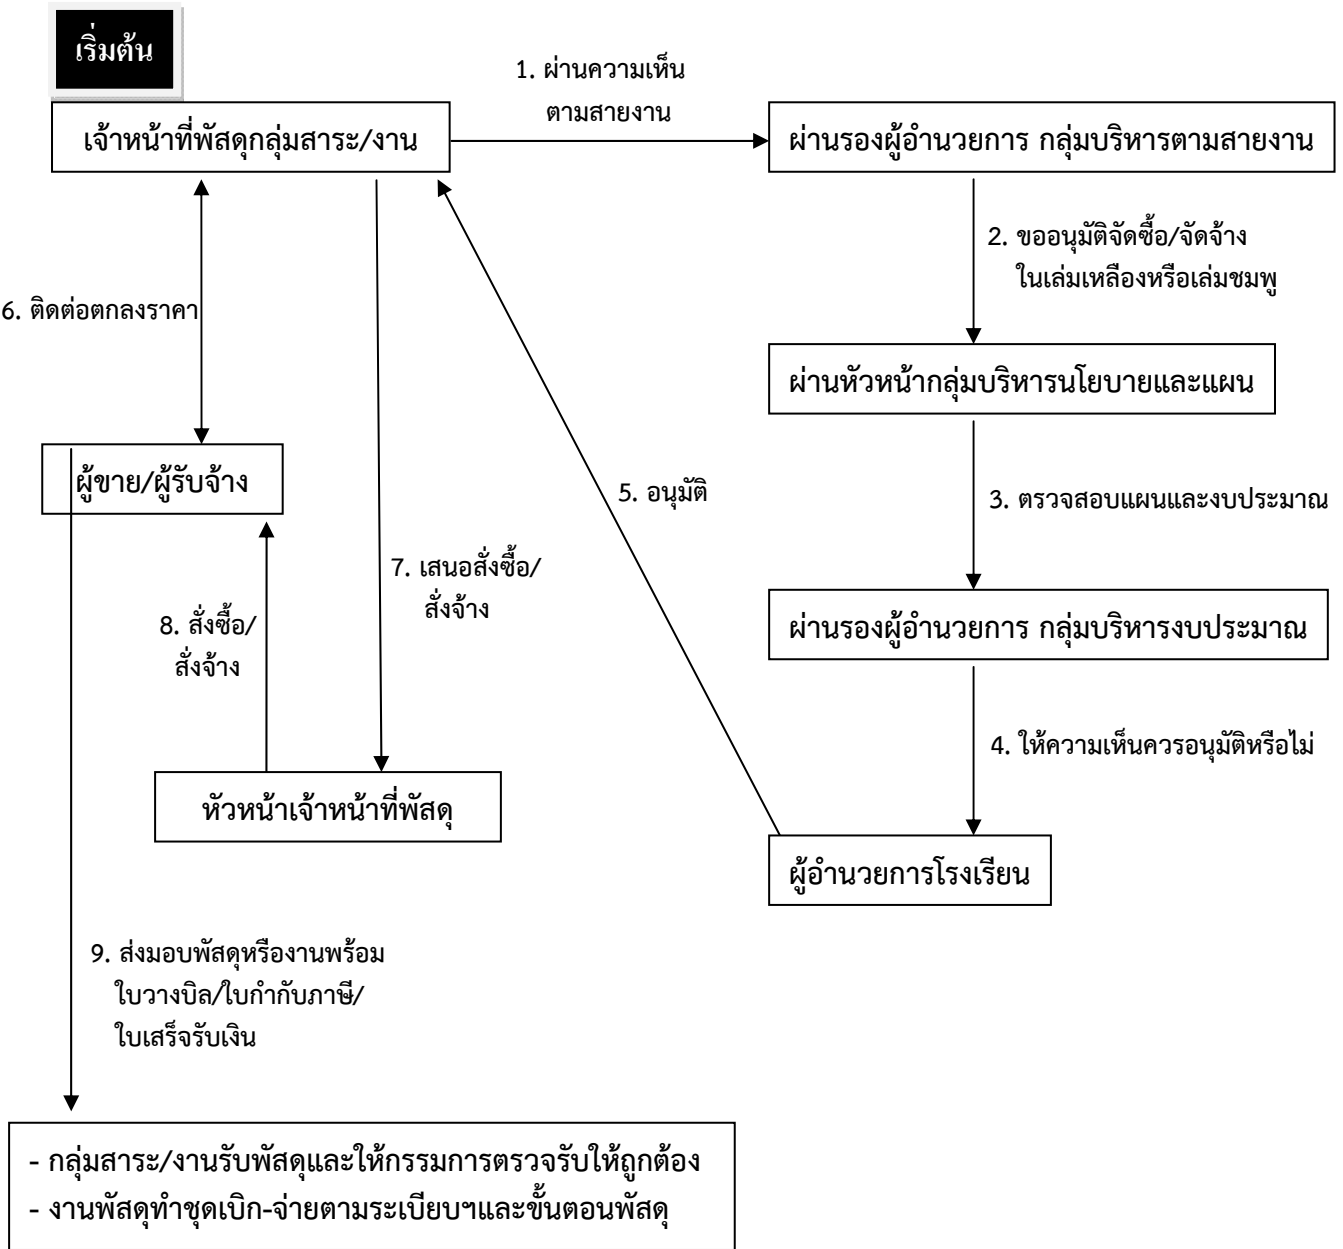 เริ่มต้น
1. ผ่านความเห็น
ตามสายงาน
เจ้าหน้าที่พัสดุกลุ่มสาระ/งาน
ผ่านรองผู้อำนวยการ กลุ่มบริหารตามสายงาน
2. ขออนุมัติจัดซื้อ/จัดจ้าง
ในเล่มเหลืองหรือเล่มชมพู
6. ติดต่อตกลงราคา
ผ่านหัวหน้ากลุ่มบริหารนโยบายและแผน
ผู้ขาย/ผู้รับจ้าง
5. อนุมัติ
3. ตรวจสอบแผนและงบประมาณ
7. เสนอสั่งซื้อ/
สั่งจ้าง
8. สั่งซื้อ/
สั่งจ้าง
ผ่านรองผู้อำนวยการ กลุ่มบริหารงบประมาณ
4. ให้ความเห็นควรอนุมัติหรือไม่
หัวหน้าเจ้าหน้าที่พัสดุ
ผู้อำนวยการโรงเรียน
9. ส่งมอบพัสดุหรืองานพร้อม
ใบวางบิล/ใบกำกับภาษี/
ใบเสร็จรับเงิน
- กลุ่มสาระ/งานรับพัสดุและให้กรรมการตรวจรับให้ถูกต้อง
- งานพัสดุทำชุดเบิก-จ่ายตามระเบียบฯและขั้นตอนพัสดุ